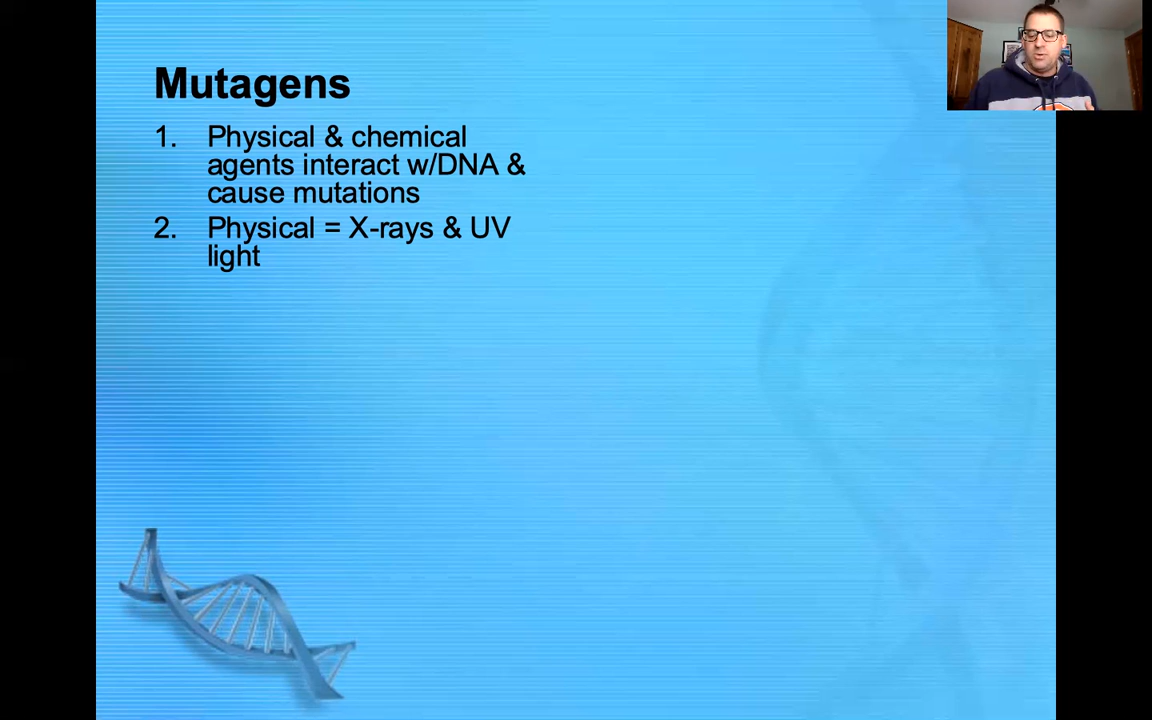 Mutagens
1. Physical & chemical
agents interact w/DNA &
cause mutations
2. Physical = X-rays & UV
light